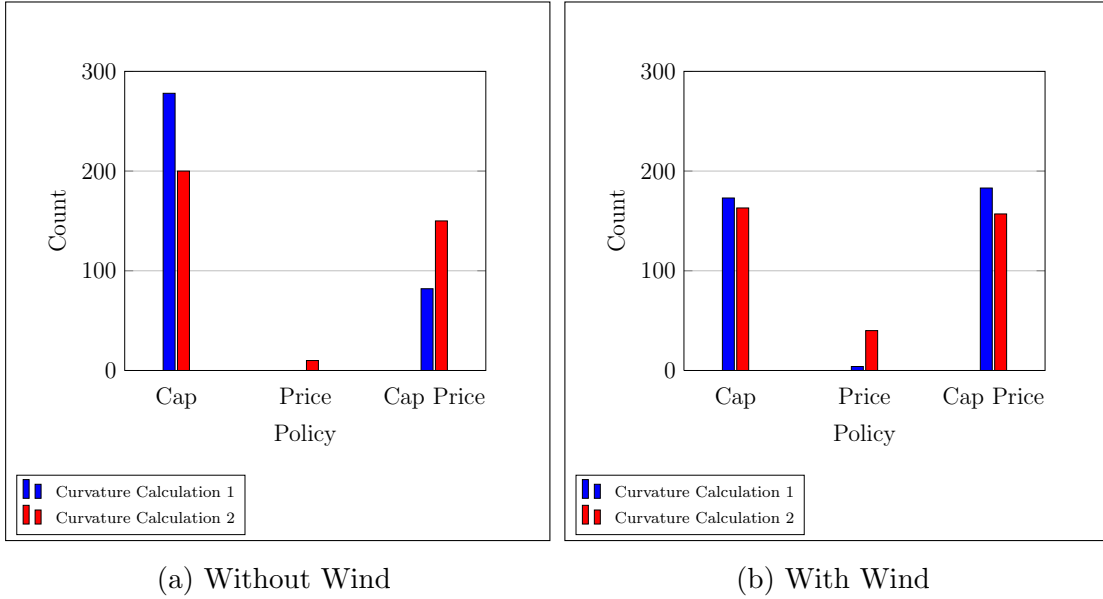 300
200
100
0
Count
Cap Price Cap Price
Policy
Curvature Calculation 1
Curvature Calculation 2
(a) Without Wind
300
200
100
0
Count
Cap Price Cap Price
Policy
Curvature Calculation 1
Curvature Calculation 2
(b) With Wind